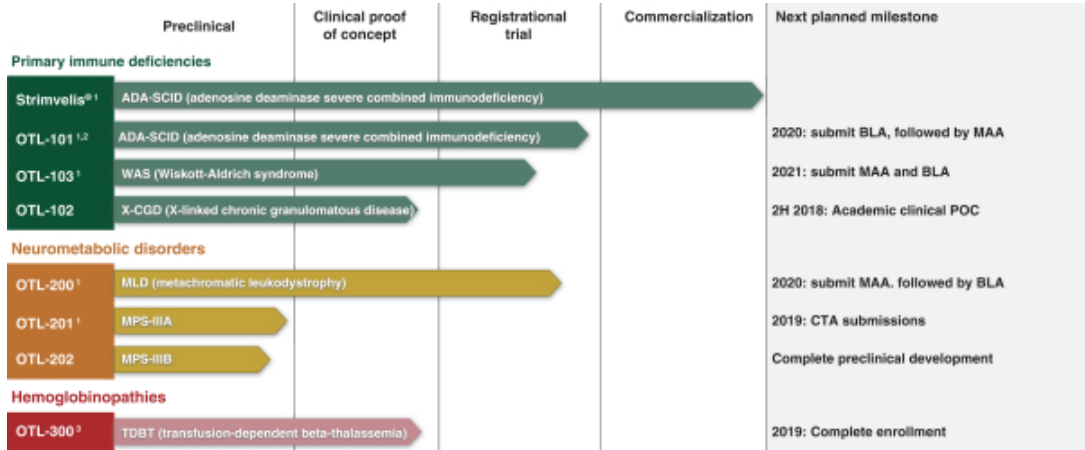 Preclinical
Clinical proof
of concept
Registrational
trial
Commercialization
Next planned milestone
Primary immune deficiencies
Strimvelis® 1 ADA-SCID (adenosine deaminase severe combined immunodeficiency)
OTL-101 1,2 ADA-SCID (adenosine deaminase severe combined immunodeficiency) 2020: submit BLA, followed by MAA
OTL-103 1 WAS (Wiskott-Aldrich syndrome) 2021: submit MAA and BLA
OTL-102 X-CGD (X-linked chronic granulomatous disease) 2H 2018: Academic clinical POC
Neurometabolic disorders
OTL-200 1 MLD (metachromatic leukodystrophy) 2020: submit MAA. followed by BLA
OTL-201 1 MPS-IIIA 2019: CTA submissions
OTL-202 MPS-IIIB Complete preclinical development
Hemoglobinopathies
OTL-300 3 TDBT (transfusion-dependent beta-thalassemia) 2019: Complete enrollment